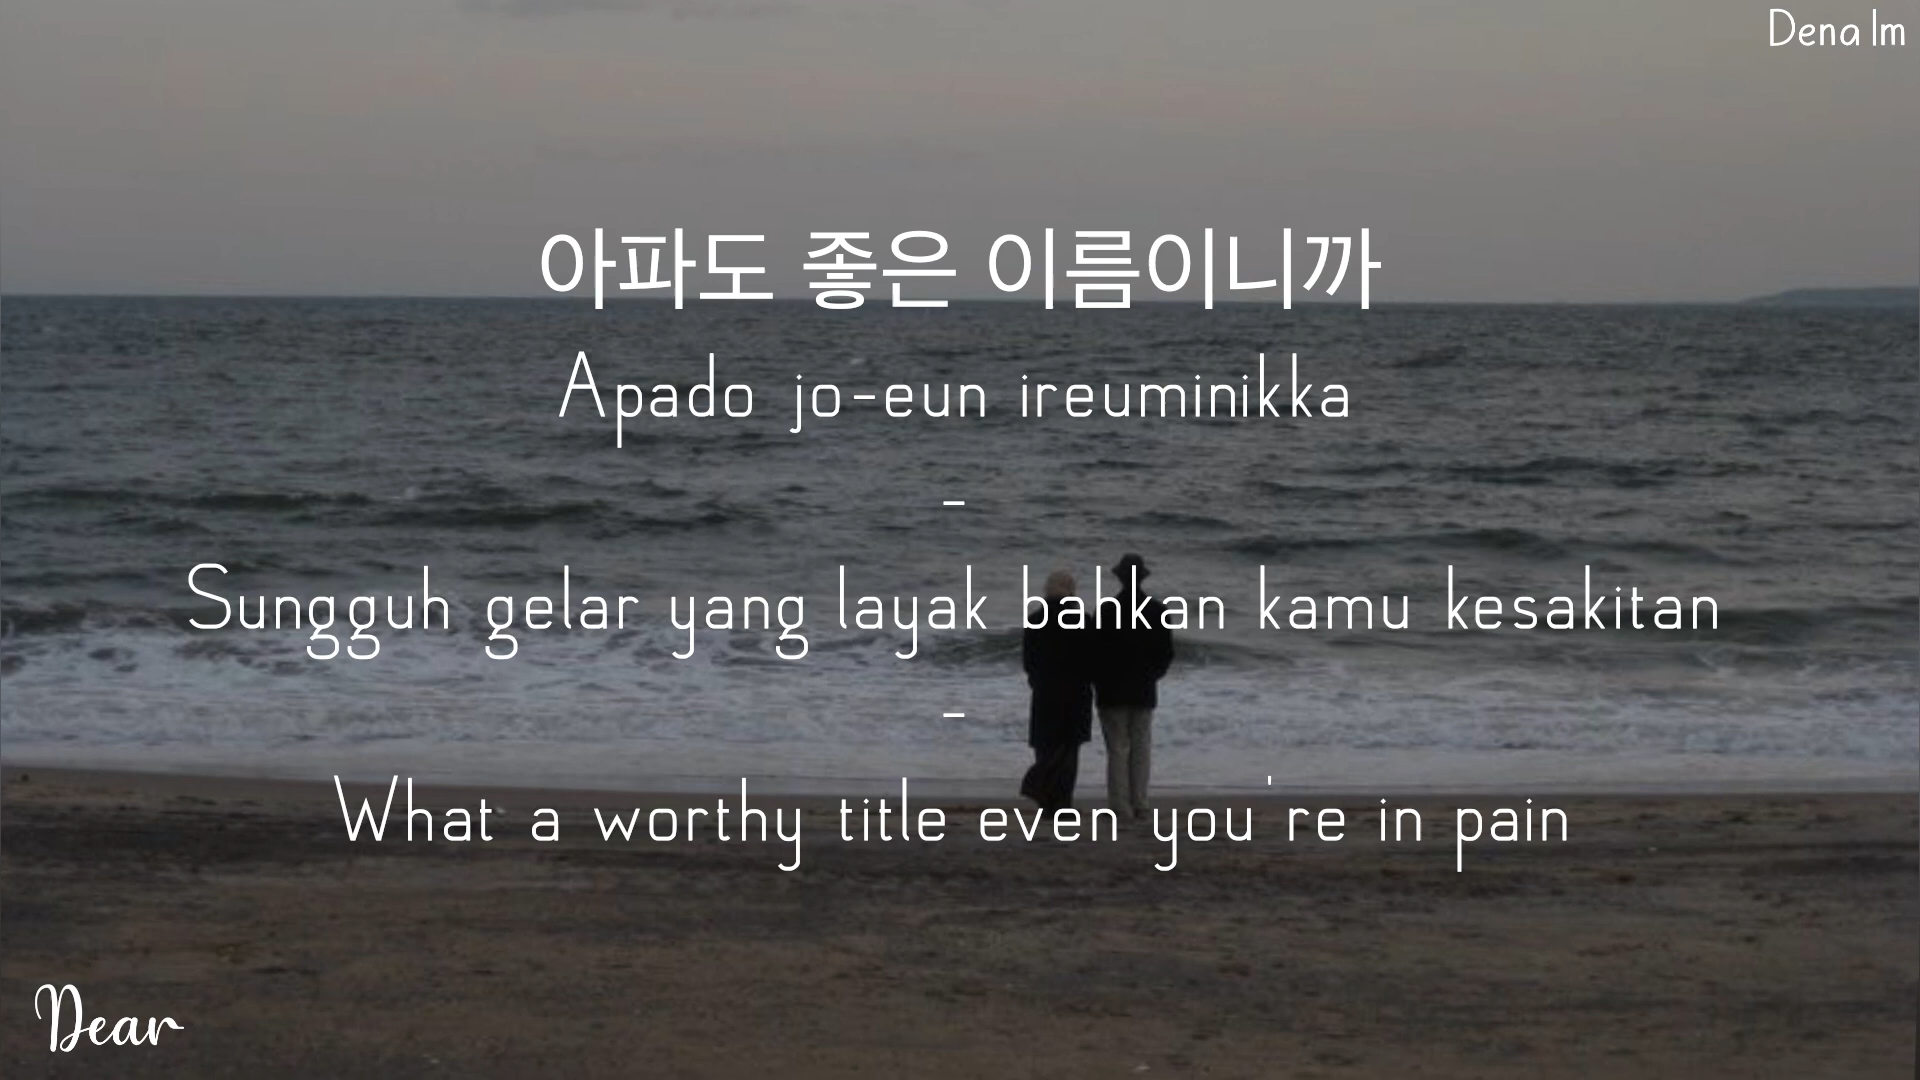 Dena Im
아파도 좋은 이름이니까
Apado jo-eun ireuminikka
-
Sungguh gelar yang layak bahkan kamu kesakitan
-
What a worthy title even you're in pain
Dear